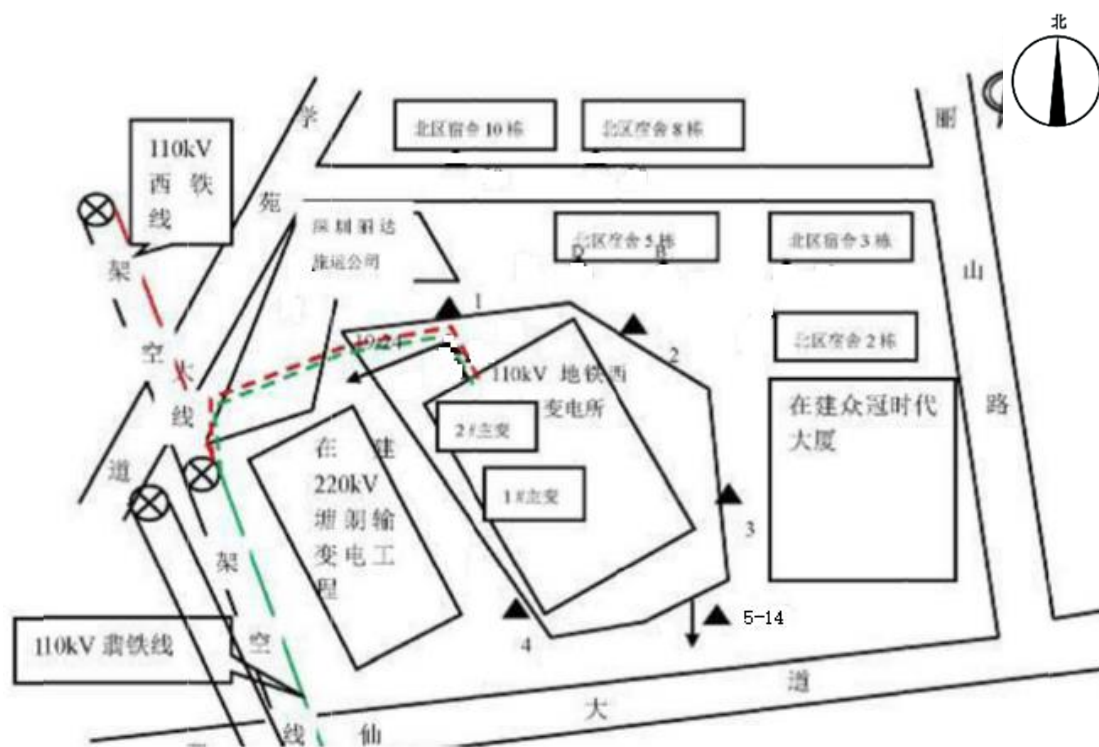 北
学
苑
大
道
丽
山
路
北区宿舍10栋
北区宿舍8栋
110kV
西 铁
线
深圳丽达
旅运公司
北区宿舍5栋
D
B
北区宿舍3栋
架
空
线
1
2
北区宿舍2栋
19-24
110kV 地铁西
变电所
2#主变
1#主变
在建众冠时代
大厦
在 建
220kV
塘朗输
变电工
程
3
4
5-14
架
空
线
110kV 翡铁线
仙
大
道